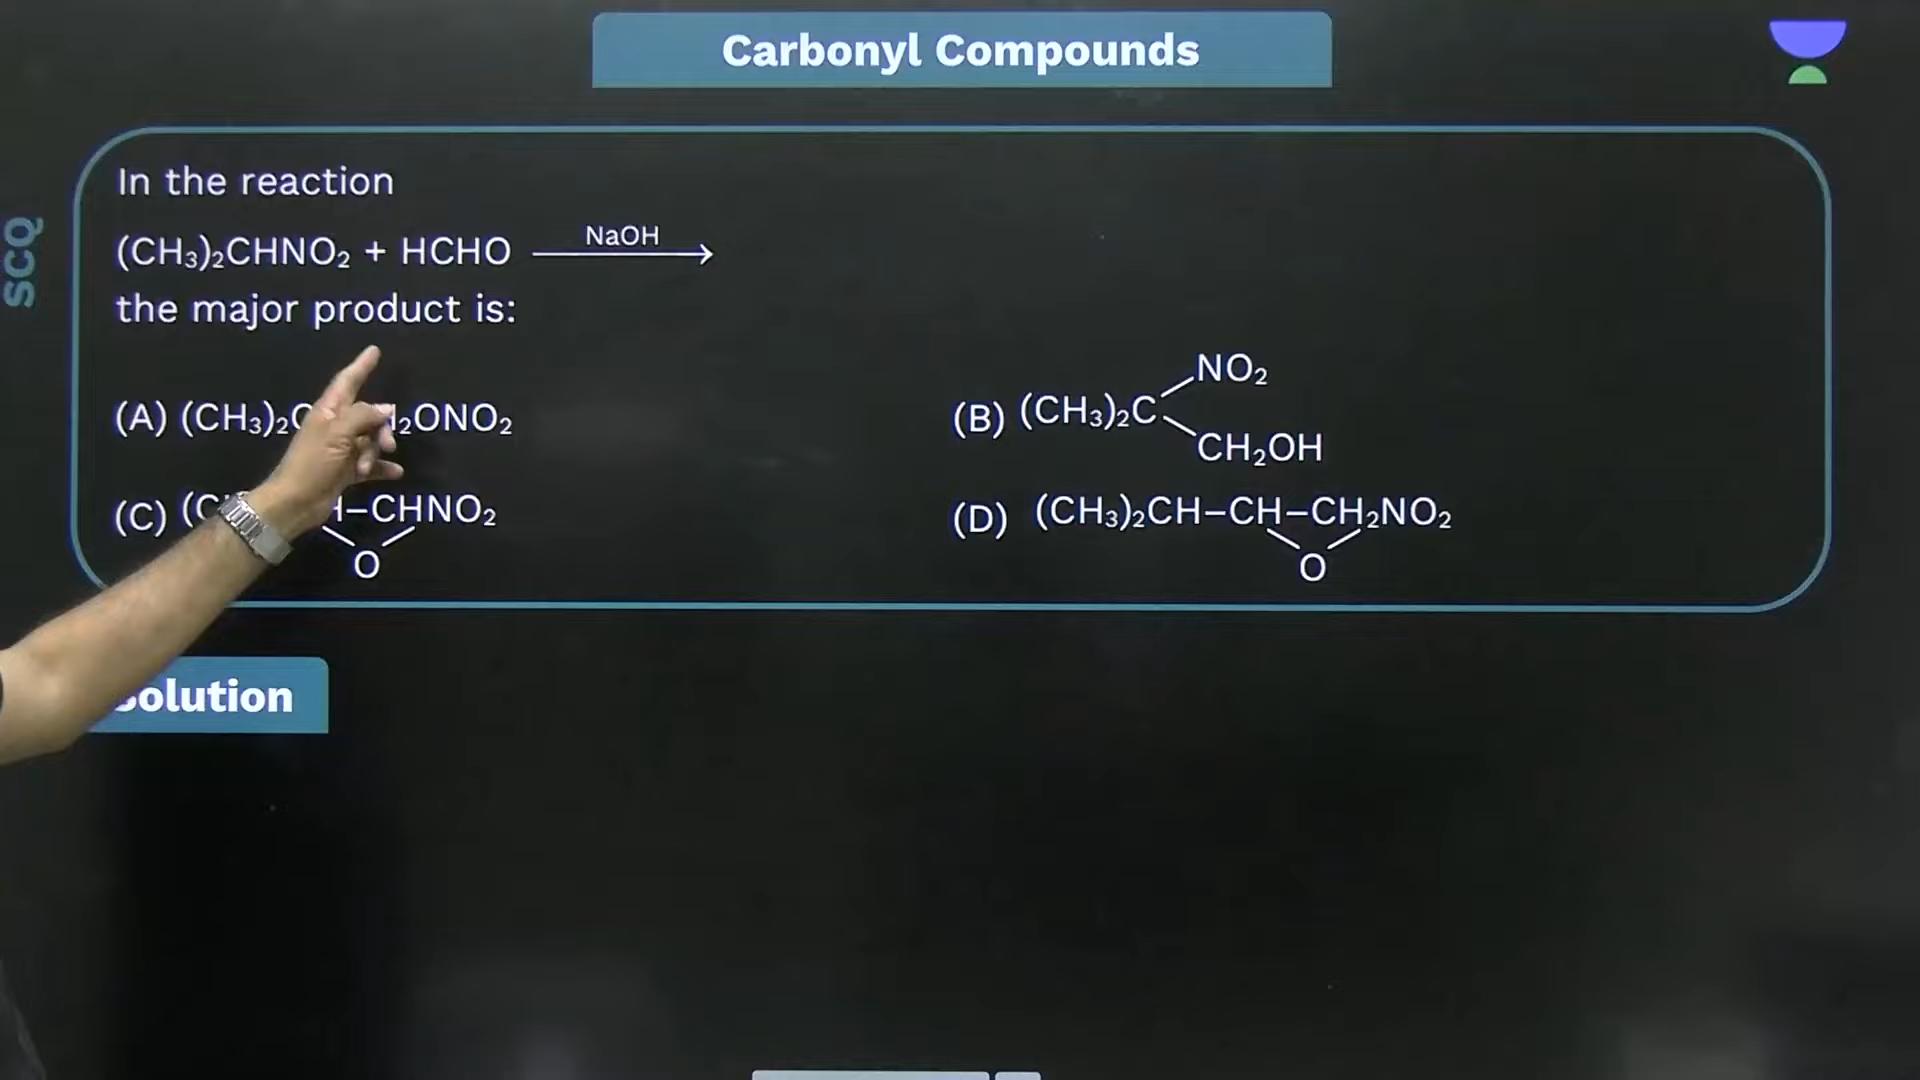 Carbonyl Compounds
SCQ
In the reaction
(CH₃)₂CHNO₂ + HCHO
NaOH
the major product is:
(A) (CH₃)₂C ₂ONO₂
(B) (CH₃)₂C
NO₂
CH₂OH
(C) (C –CHNO₂
O
(D) (CH₃)₂CH–CH–CH₂NO₂
O